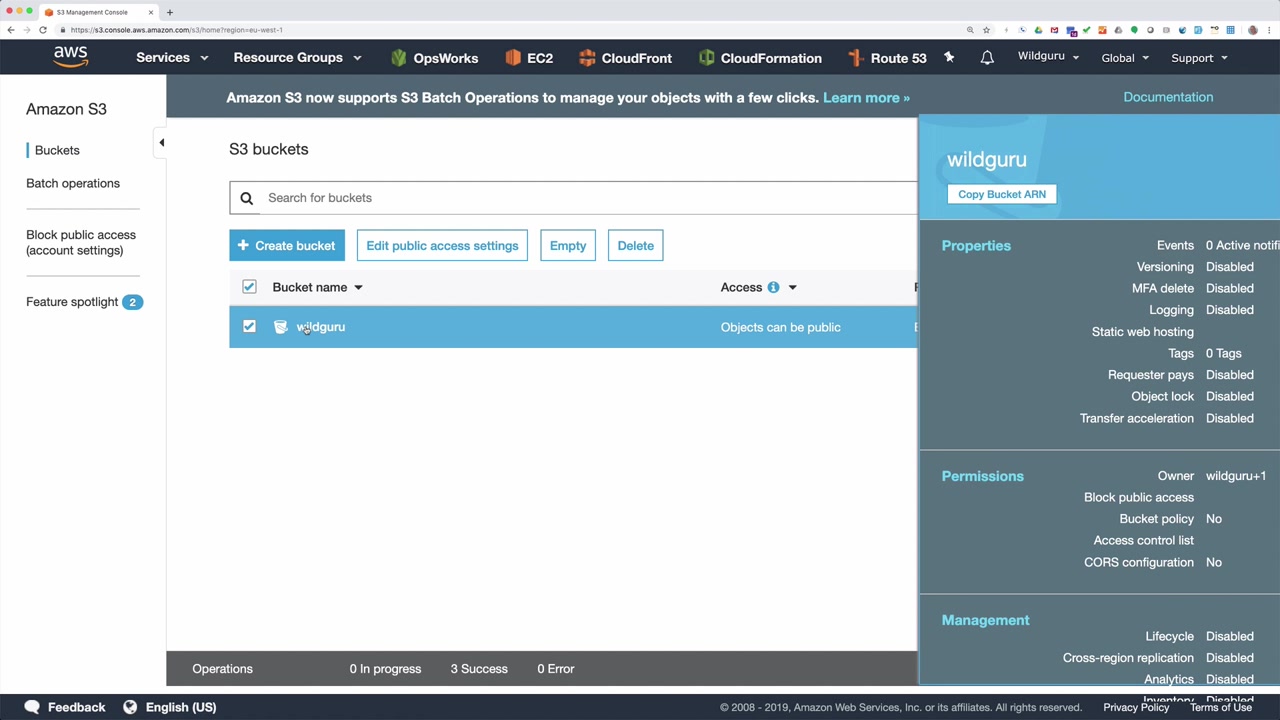 S3 Management Console
https://s3.console.aws.amazon.com/s3/home?region=eu-west-1
aws
Services
Resource Groups
OpsWorks
EC2
CloudFront
CloudFormation
Route 53
Wildguru
Global
Support
Amazon S3
Buckets
Batch operations
Block public access
(account settings)
Feature spotlight 2
Amazon S3 now supports S3 Batch Operations to manage your objects with a few clicks. Learn more »
Documentation
S3 buckets
Search for buckets
+ Create bucket
Edit public access settings
Empty
Delete
Bucket name
Access
wildguru
Objects can be public
wildguru
Copy Bucket ARN
Properties
Events 0 Active notifi
Versioning Disabled
MFA delete Disabled
Logging Disabled
Static web hosting
Tags 0 Tags
Requester pays Disabled
Object lock Disabled
Transfer acceleration Disabled
Permissions
Owner wildguru+1
Block public access
Bucket policy No
Access control list
CORS configuration No
Management
Lifecycle Disabled
Cross-region replication Disabled
Analytics Disabled
Inventory Disabled
Operations
0 In progress
3 Success
0 Error
Feedback
English (US)
© 2008 - 2019, Amazon Web Services, Inc. or its affiliates. All rights reserved.
Privacy Policy
Terms of Use